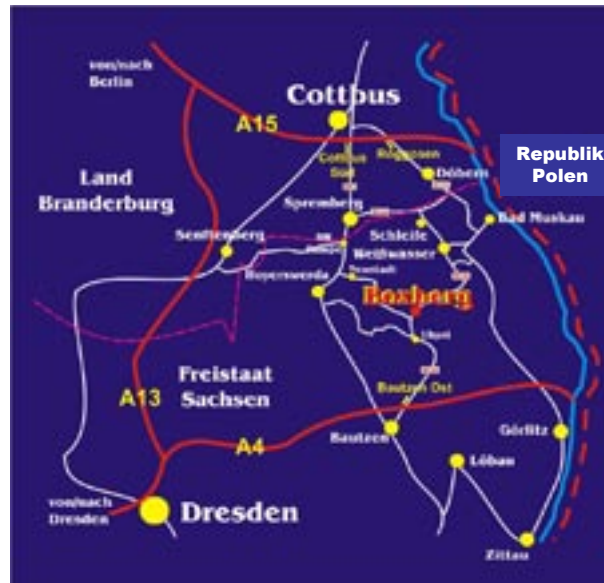 von/nach
Berlin
Cottbus
A15
Cottbus
Süd
Roggosen
Republik
Polen
Land
Branderburg
Döbern
Spremberg
Bad Muskau
Senftenberg
Schleife
Weißwasser
Hoyerswerda
Boxberg
Uhyst
Freistaat
Sachsen
A13
Bautzen Ost
A4
Bautzen
Görlitz
Löbau
von/nach
Dresden
Dresden
Zittau